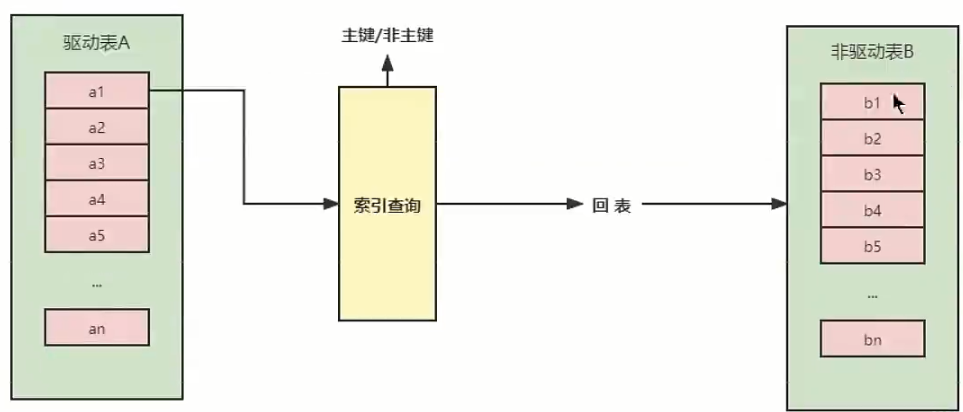 驱动表A
a1
a2
a3
a4
a5
...
an
主键/非主键
索引查询
回 表
非驱动表B
b1
b2
b3
b4
b5
...
bn